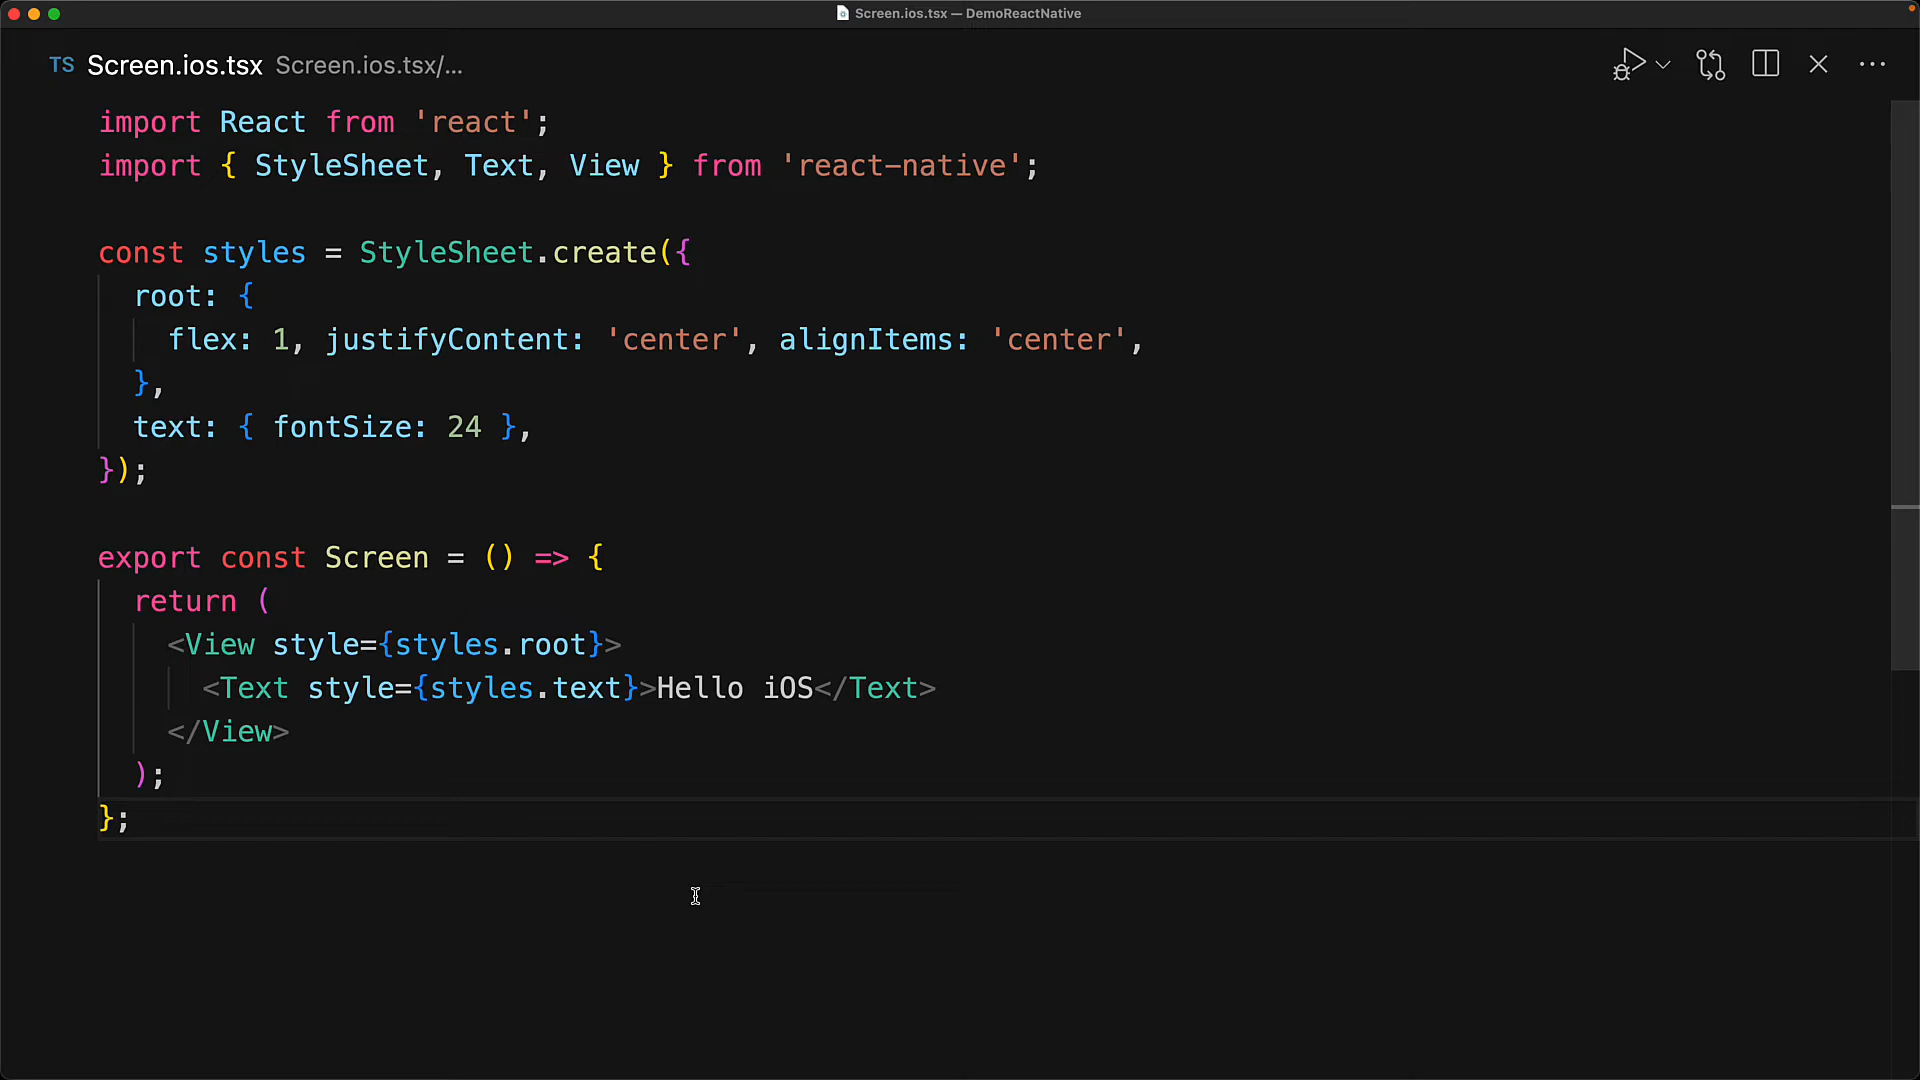 Screen.ios.tsx — DemoReactNative
TS Screen.ios.tsx Screen.ios.tsx/...
import React from 'react';
import { StyleSheet, Text, View } from 'react-native';
const styles = StyleSheet.create({
root: {
flex: 1, justifyContent: 'center', alignItems: 'center',
},
text: { fontSize: 24 },
});
export const Screen = () => {
return (
<View style={styles.root}>
<Text style={styles.text}>Hello iOS</Text>
</View>
);
};